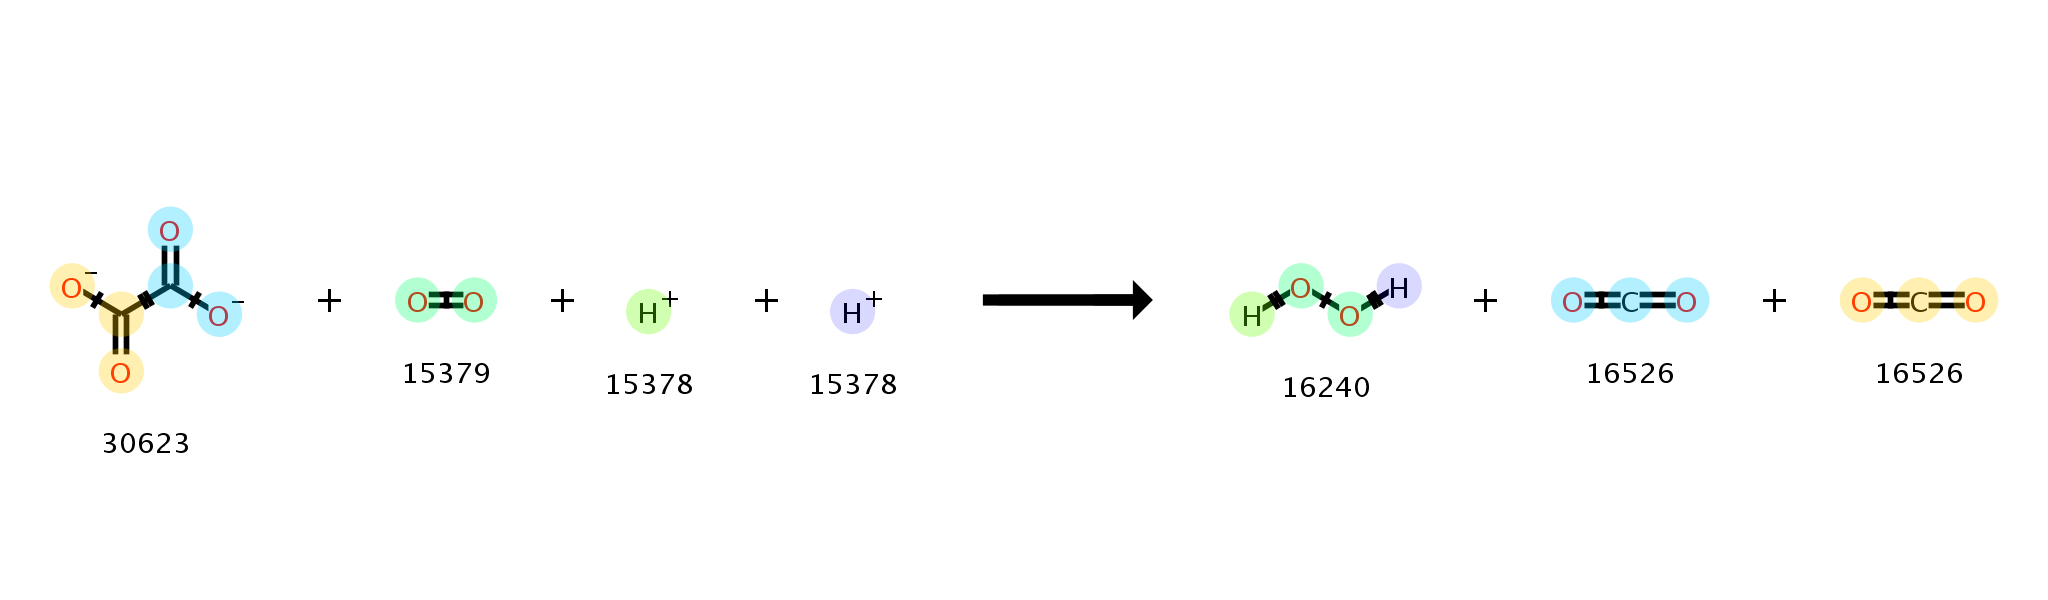 O
O⁻ O⁻
O
30623
+
O O
15379
+
H⁺
15378
+
H⁺
15378
H O O H
16240
+
O C O
16526
+
O C O
16526